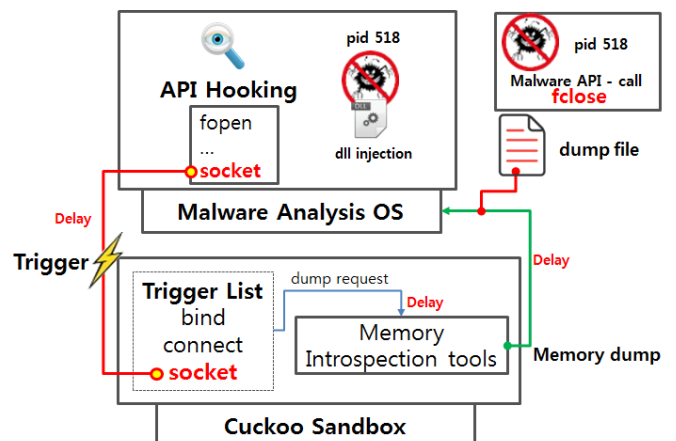 pid 518
API Hooking
fopen
...
socket
DLL
dll injection
Malware Analysis OS
pid 518
Malware API - call
fclose
dump file
Delay
Trigger
Delay
dump request
Delay
Trigger List
bind
connect
socket
Memory
Introspection tools
Memory dump
Cuckoo Sandbox